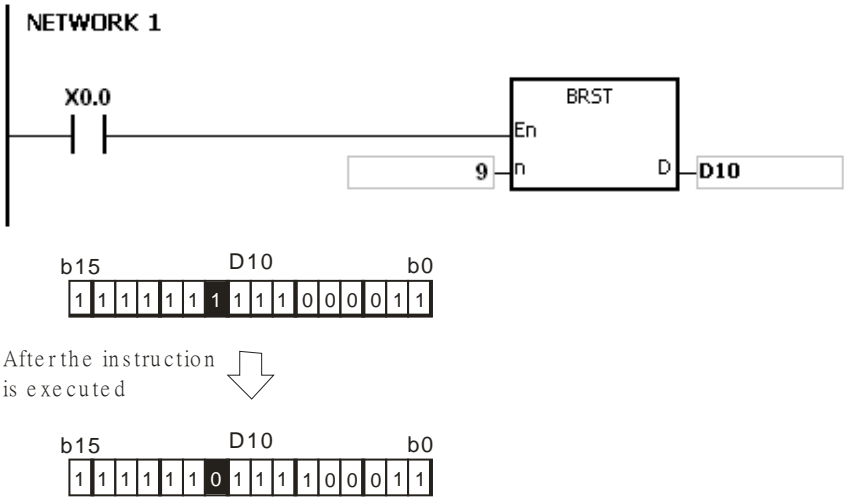 NETWORK 1
X0.0
BRST
En
9 n D D10
b15 D10 b0
1 1 1 1 1 1 1 1 1 1 0 0 0 0 1 1
After the instruction
is executed
b15 D10 b0
1 1 1 1 1 1 0 1 1 1 1 0 0 0 1 1